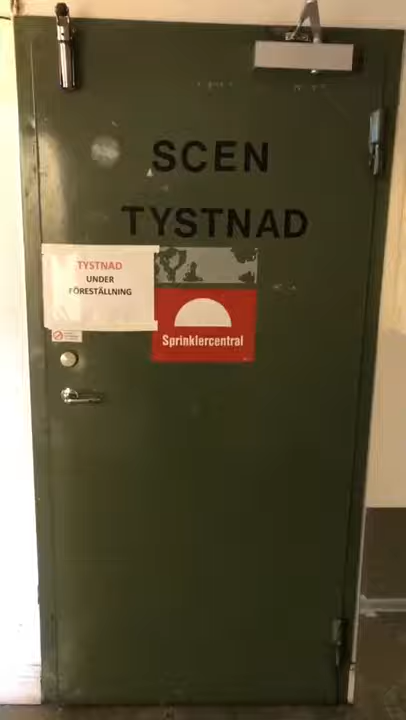 SCEN
TYSTNAD
TYSTNAD
UNDER
FÖRESTÄLLNING
Sprinklercentral